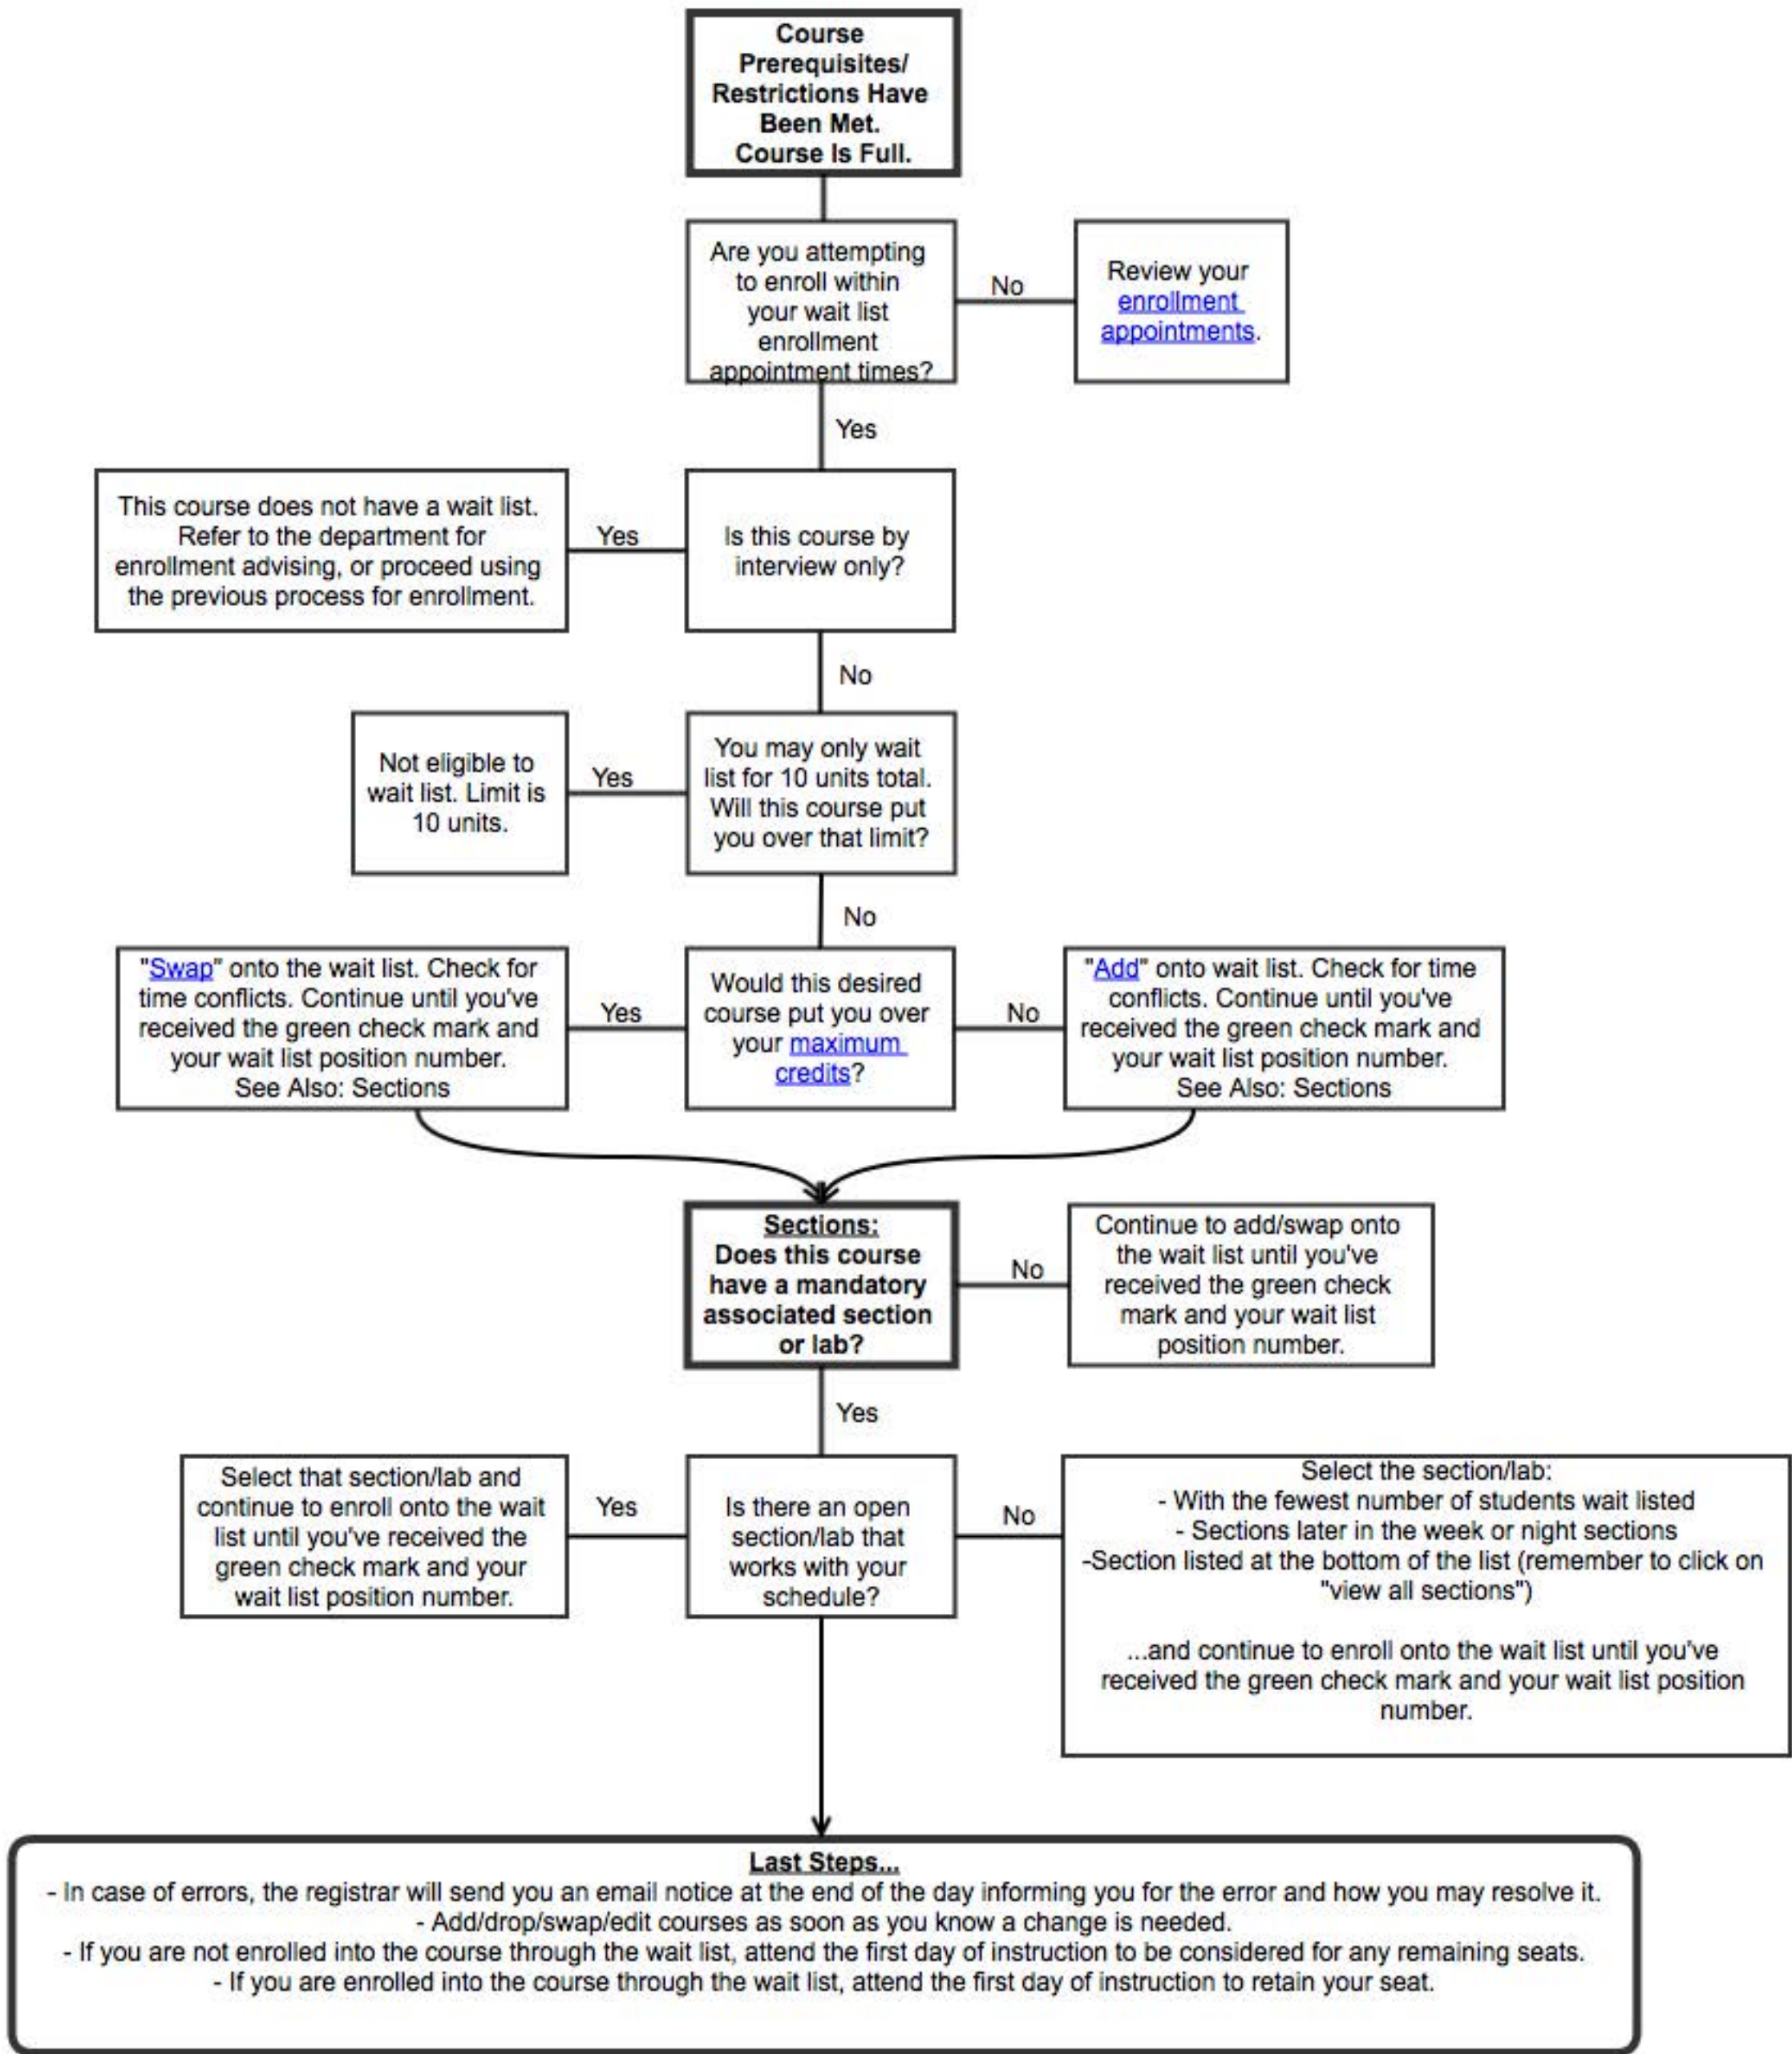 Course
Prerequisites/
Restrictions Have
Been Met.
Course Is Full.
Are you attempting
to enroll within
your wait list
enrollment
appointment times?
No
Review your
enrollment
appointments.
Yes
This course does not have a wait list.
Refer to the department for
enrollment advising, or proceed using
the previous process for enrollment.
Yes
Is this course by
interview only?
No
Not eligible to
wait list. Limit is
10 units.
Yes
You may only wait
list for 10 units total.
Will this course put
you over that limit?
No
"Swap" onto the wait list. Check for
time conflicts. Continue until you've
received the green check mark and
your wait list position number.
See Also: Sections
Yes
Would this desired
course put you over
your maximum
credits?
No
"Add" onto wait list. Check for time
conflicts. Continue until you've
received the green check mark and
your wait list position number.
See Also: Sections
Sections:
Does this course
have a mandatory
associated section
or lab?
No
Continue to add/swap onto
the wait list until you've
received the green check
mark and your wait list
position number.
Yes
Select that section/lab and
continue to enroll onto the wait
list until you've received the
green check mark and your
wait list position number.
Yes
Is there an open
section/lab that
works with your
schedule?
No
Select the section/lab:
- With the fewest number of students wait listed
- Sections later in the week or night sections
-Section listed at the bottom of the list (remember to click on
"view all sections")
...and continue to enroll onto the wait list until you've
received the green check mark and your wait list position
number.
Last Steps...
- In case of errors, the registrar will send you an email notice at the end of the day informing you for the error and how you may resolve it.
- Add/drop/swap/edit courses as soon as you know a change is needed.
- If you are not enrolled into the course through the wait list, attend the first day of instruction to be considered for any remaining seats.
- If you are enrolled into the course through the wait list, attend the first day of instruction to retain your seat.